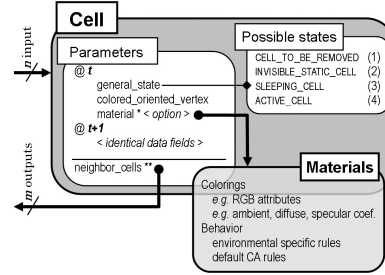 Cell
Possible states
CELL_TO_BE_REMOVED (1)
INVISIBLE_STATIC_CELL (2)
SLEEPING_CELL (3)
ACTIVE_CELL (4)
n input
Parameters
@ t
general_state
colored_oriented_vertex
material * < option >
@ t+1
< identical data fields >
neighbor_cells **
m outputs
Materials
Colorings
e.g. RGB attributes
e.g. ambient, diffuse, specular coef.
Behavior
environmental specific rules
default CA rules